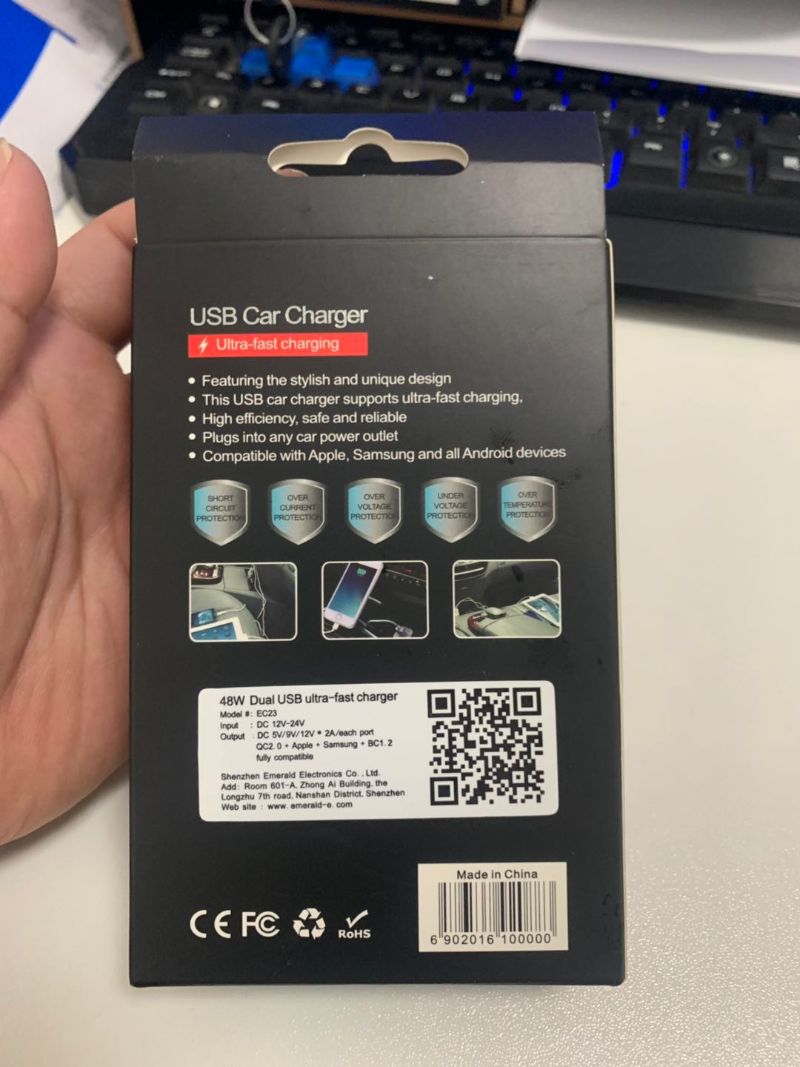 USB Car Charger
Ultra-fast charging
• Featuring the stylish and unique design
• This USB car charger supports ultra-fast charging,
• High efficiency, safe and reliable
• Plugs into any car power outlet
• Compatible with Apple, Samsung and all Android devices
SHORT CIRCUIT PROTECTION
OVER CURRENT PROTECTION
OVER VOLTAGE PROTECTION
UNDER VOLTAGE PROTECTION
OVER TEMPERATURE PROTECTION
48W Dual USB ultra-fast charger
Model #: EC23
Input : DC 12V-24V
Output : DC 5V/9V/12V * 2A/each port
QC2.0 + Apple + Samsung + BC1.2
fully compatible
Shenzhen Emerald Electronics Co., Ltd.
Add: Room 601-A, Zhong Ai Building, the
Longzhu 7th road, Nanshan District, Shenzhen
Web site : www.emerald-e.com
Made in China
6 902016 100000
CE FC RoHS